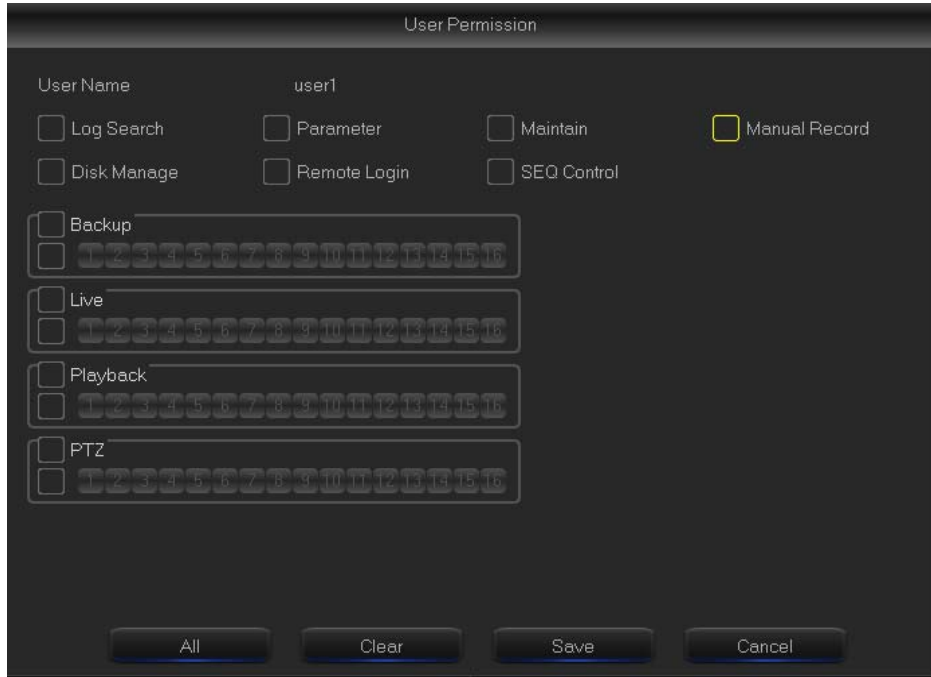 User Permission
User Name user1
Log Search Parameter Maintain Manual Record
Disk Manage Remote Login SEQ Control
Backup
1 2 3 4 5 6 7 8 9 10 11 12 13 14 15 16
Live
1 2 3 4 5 6 7 8 9 10 11 12 13 14 15 16
Playback
1 2 3 4 5 6 7 8 9 10 11 12 13 14 15 16
PTZ
1 2 3 4 5 6 7 8 9 10 11 12 13 14 15 16
All Clear Save Cancel